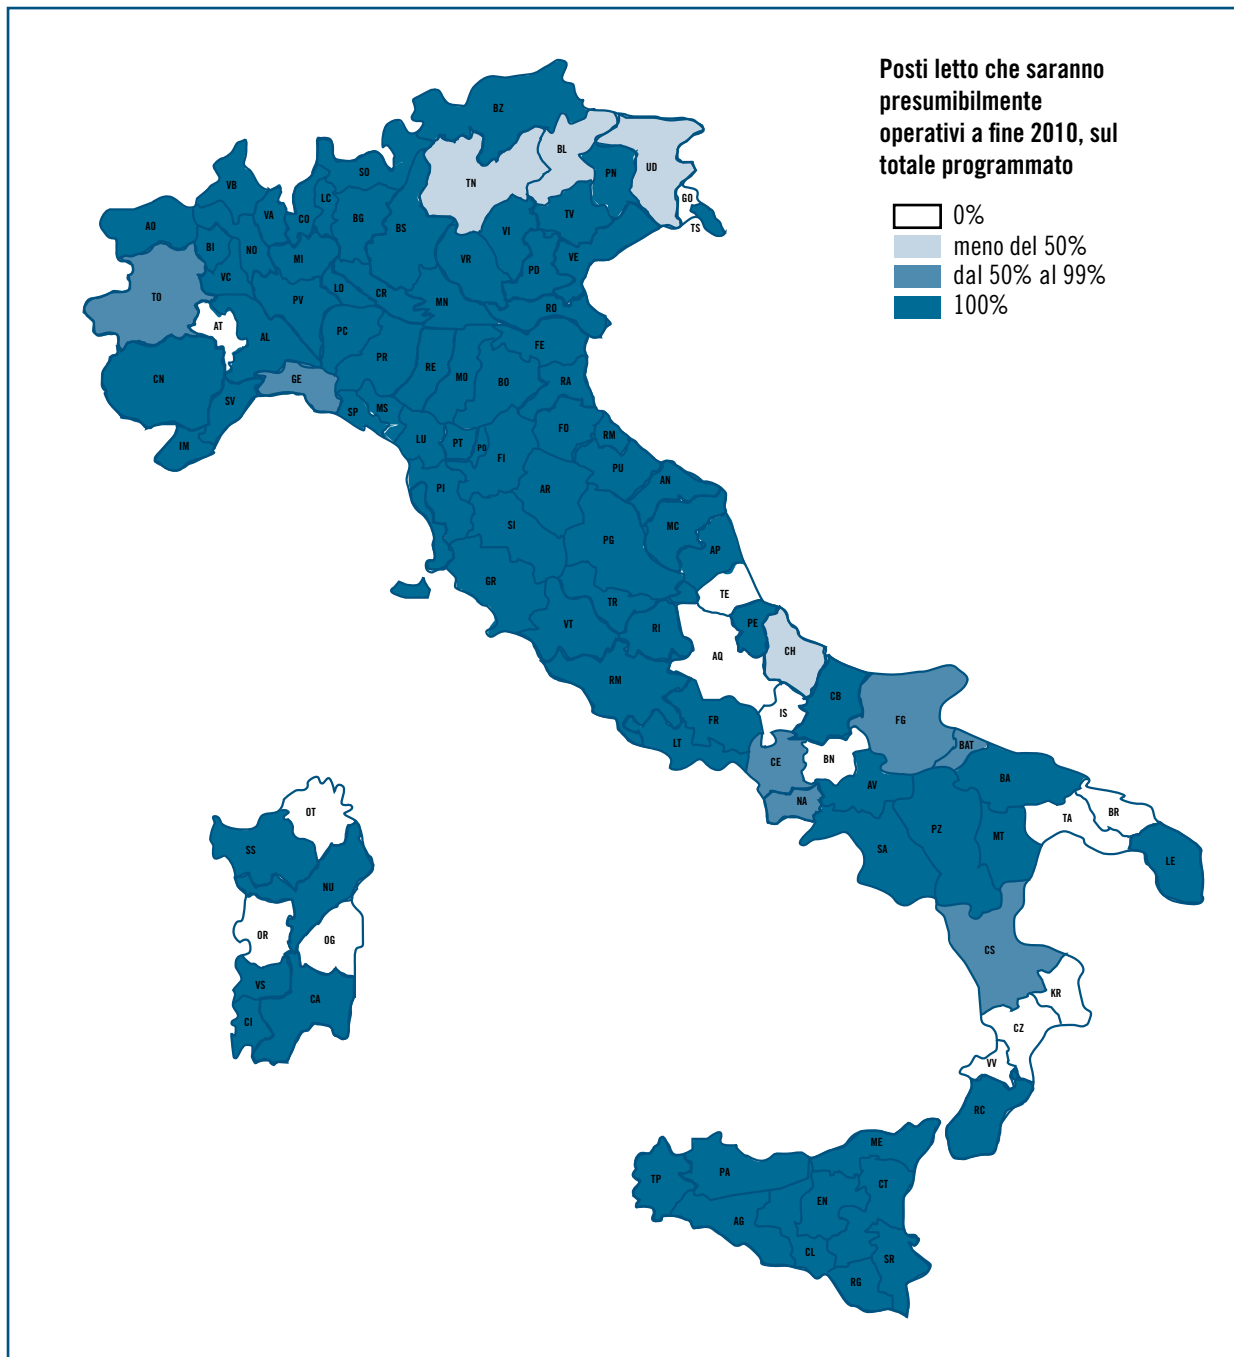 Posti letto che saranno
presumibilmente
operativi a fine 2010, sul
totale programmato
0%
meno del 50%
dal 50% al 99%
100%
BZ
BL
UD
TN
PN
SO
VB
LC
GO
VA
CO
BG
TV
AO
BS
VI
TS
BI
NO
MI
VR
PD
VE
VC
LO
CR
TO
PV
MN
RO
AT
AL
PC
FE
PR
RE
MO
BO
RA
CN
GE
SV
SP
MS
FO
RM
LU
PT
PO
FI
IM
PU
AN
PI
AR
SI
MC
PG
AP
GR
TE
TR
VT
RI
PE
CH
AQ
RM
CB
IS
FR
FG
LT
BAT
CE
BN
BA
AV
NA
OT
BR
TA
PZ
MT
SS
SA
LE
NU
OR
OG
CS
VS
CA
KR
CI
CZ
VV
RC
ME
PA
TP
CT
EN
AG
CL
SR
RG